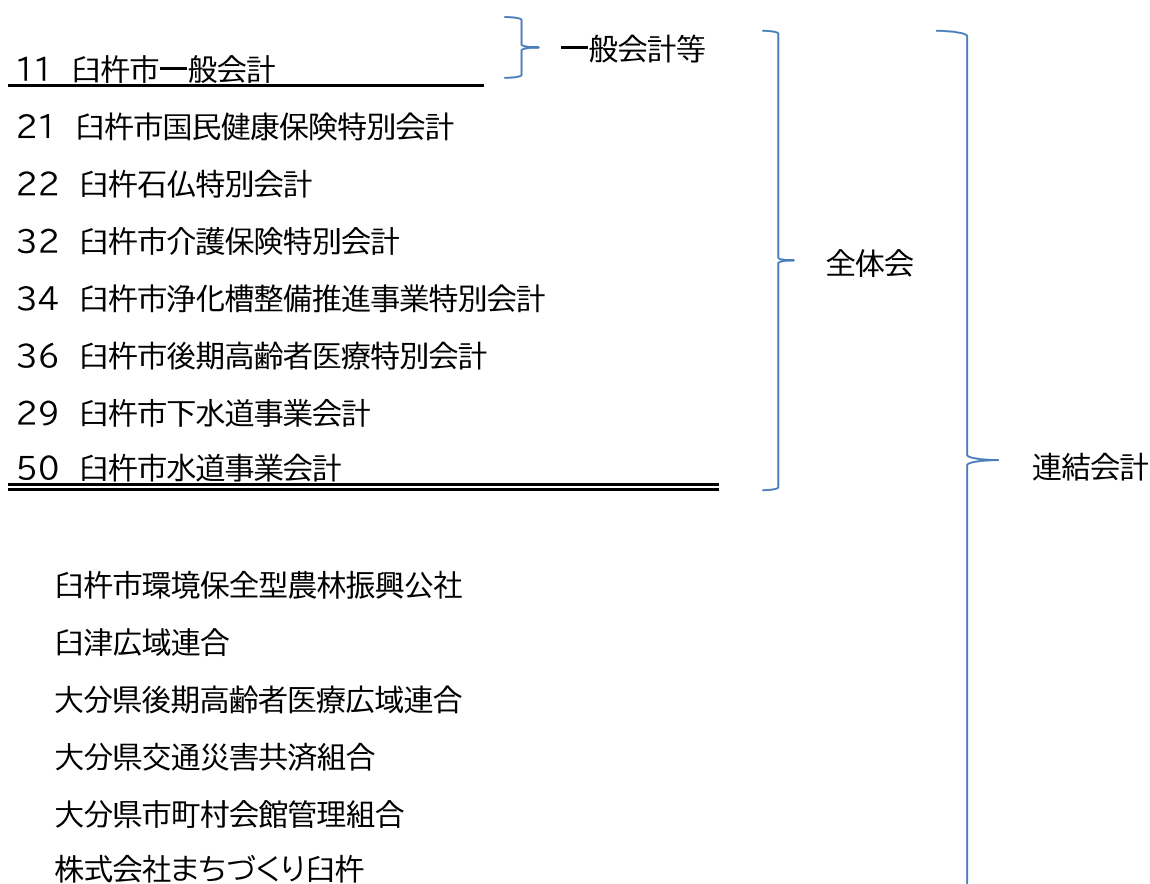 一般会計等
11 臼杵市一般会計
21 臼杵市国民健康保険特別会計
22 臼杵石仏特別会計
32 臼杵市介護保険特別会計
全体会
34 臼杵市浄化槽整備推進事業特別会計
36 臼杵市後期高齢者医療特別会計
29 臼杵市下水道事業会計
50 臼杵市水道事業会計
連結会計
臼杵市環境保全型農林振興公社
臼津広域連合
大分県後期高齢者医療広域連合
大分県交通災害共済組合
大分県市町村会館管理組合
株式会社まちづくり臼杵